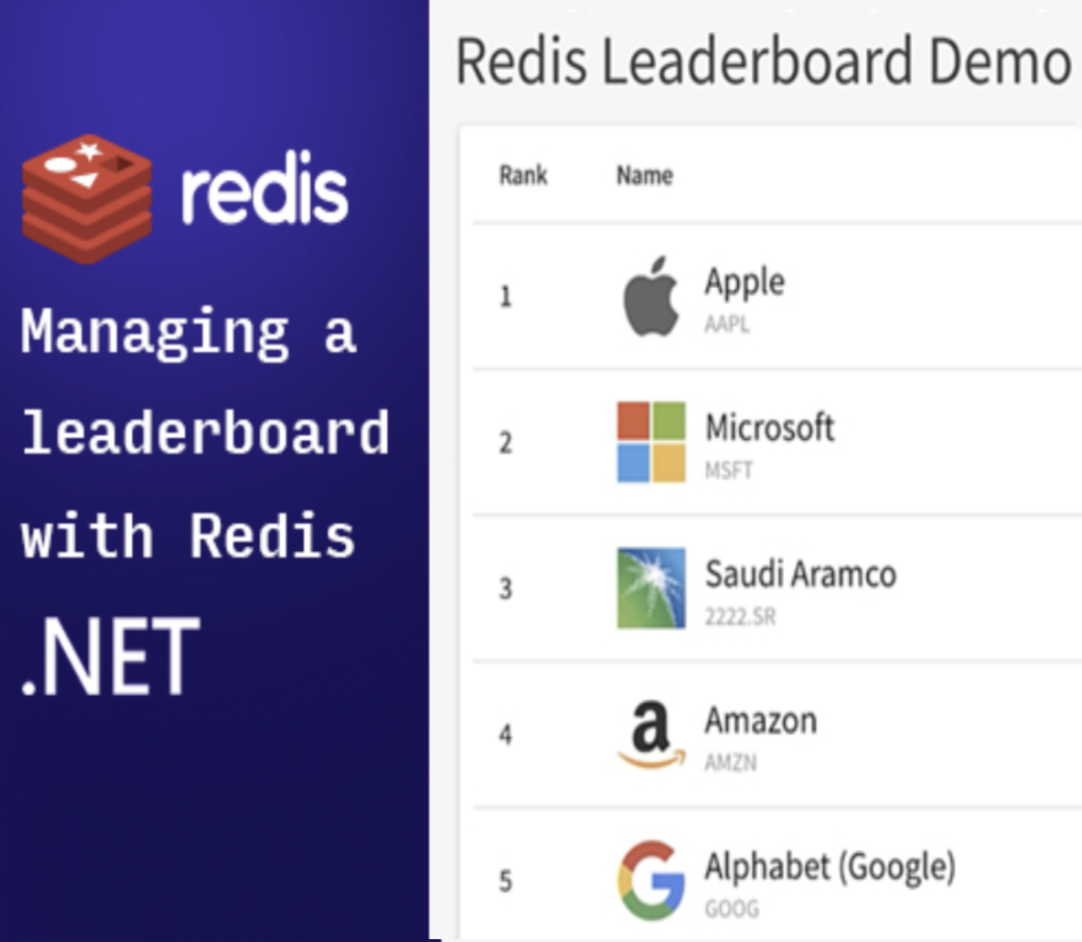 redis
Managing a
leaderboard
with Redis
.NET
Redis Leaderboard Demo
Rank Name
1 Apple
AAPL
2 Microsoft
MSFT
3 Saudi Aramco
2222.SR
4 Amazon
AMZN
5 Alphabet (Google)
GOOG